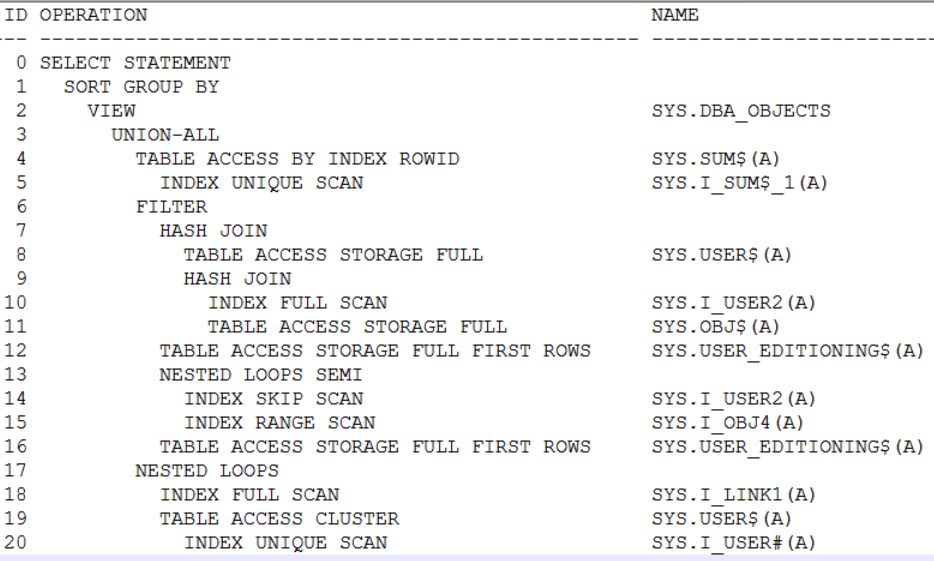 ID OPERATION                                          NAME
--- -------------------------------------------------- ------------------------
  0 SELECT STATEMENT
  1   SORT GROUP BY
  2     VIEW                                           SYS.DBA_OBJECTS
  3       UNION-ALL
  4         TABLE ACCESS BY INDEX ROWID                SYS.SUM$(A)
  5           INDEX UNIQUE SCAN                        SYS.I_SUM$_1(A)
  6         FILTER
  7           HASH JOIN
  8             TABLE ACCESS STORAGE FULL              SYS.USER$(A)
  9             HASH JOIN
 10               INDEX FULL SCAN                      SYS.I_USER2(A)
 11               TABLE ACCESS STORAGE FULL            SYS.OBJ$(A)
 12           TABLE ACCESS STORAGE FULL FIRST ROWS     SYS.USER_EDITIONING$(A)
 13           NESTED LOOPS SEMI
 14             INDEX SKIP SCAN                        SYS.I_USER2(A)
 15             INDEX RANGE SCAN                       SYS.I_OBJ4(A)
 16           TABLE ACCESS STORAGE FULL FIRST ROWS     SYS.USER_EDITIONING$(A)
 17         NESTED LOOPS
 18           INDEX FULL SCAN                          SYS.I_LINK1(A)
 19           TABLE ACCESS CLUSTER                     SYS.USER$(A)
 20             INDEX UNIQUE SCAN                      SYS.I_USER#(A)